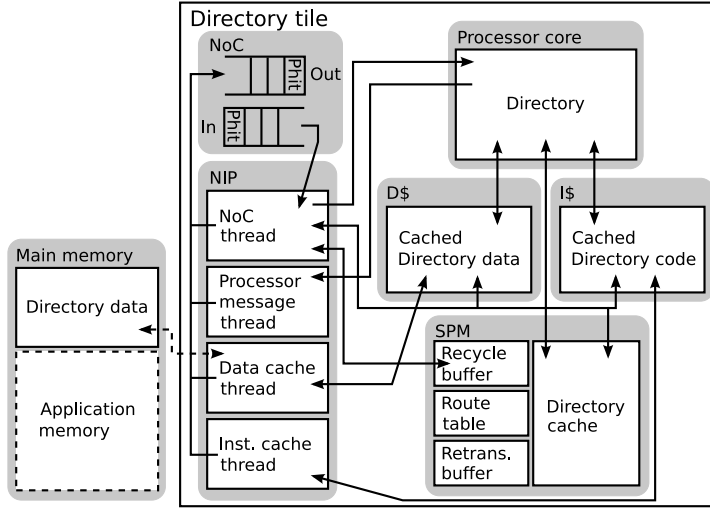 Directory tile
NoC
Phit
Out
In
Phit
Processor core
Directory
NIP
NoC
thread
Processor
message
thread
Data cache
thread
Inst. cache
thread
D$
Cached
Directory data
I$
Cached
Directory code
Main memory
Directory data
Application
memory
SPM
Recycle
buffer
Route
table
Retrans.
buffer
Directory
cache